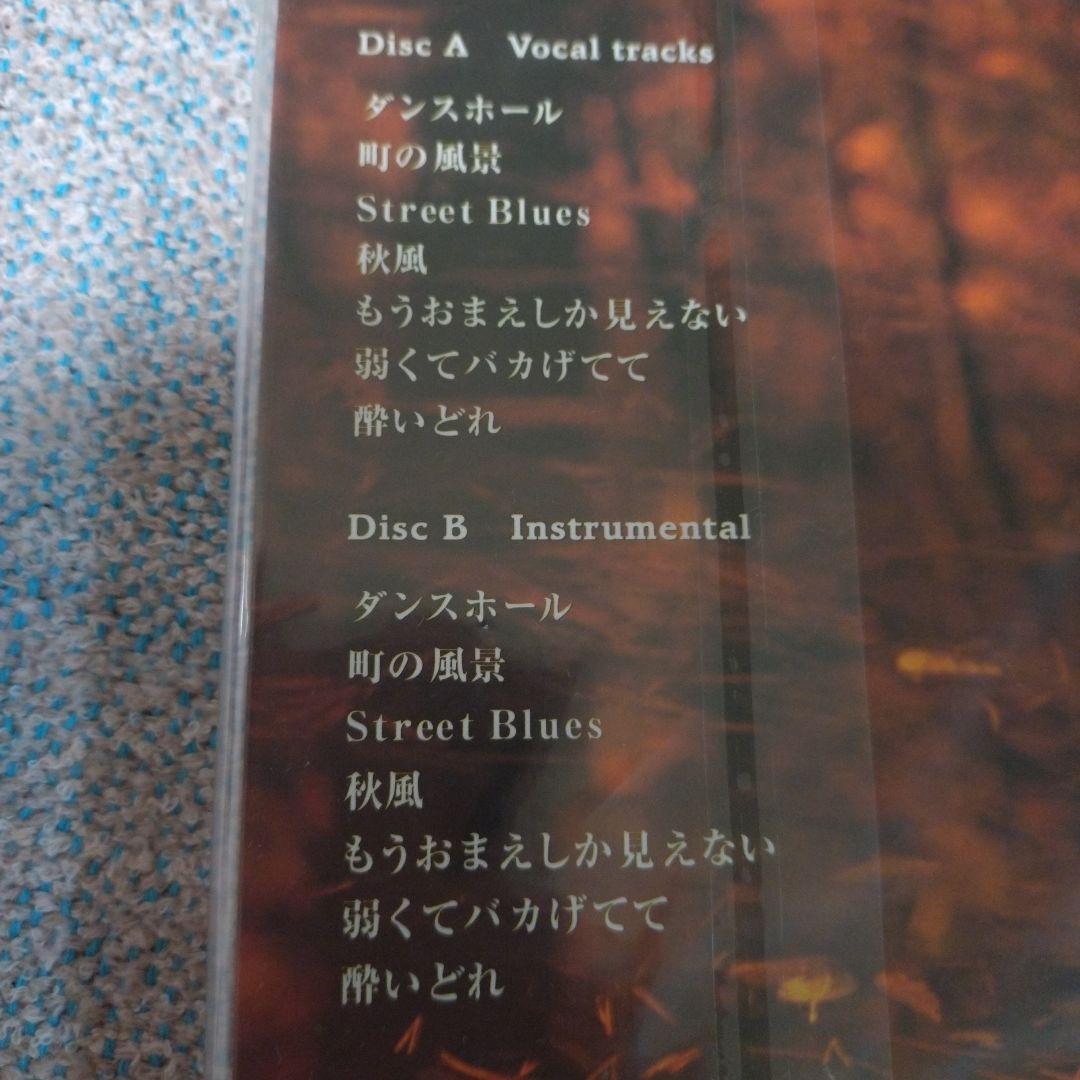 Disc A Vocal tracks
ダンスホール
町の風景
Street Blues
秋風
もうおまえしか見えない
弱くてバカげてて
酔いどれ
Disc B Instrumental
ダンスホール
町の風景
Street Blues
秋風
もうおまえしか見えない
弱くてバカげてて
酔いどれ